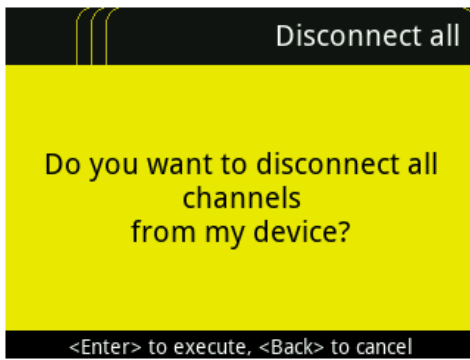 Disconnect all
Do you want to disconnect all
channels
from my device?
<Enter> to execute, <Back> to cancel